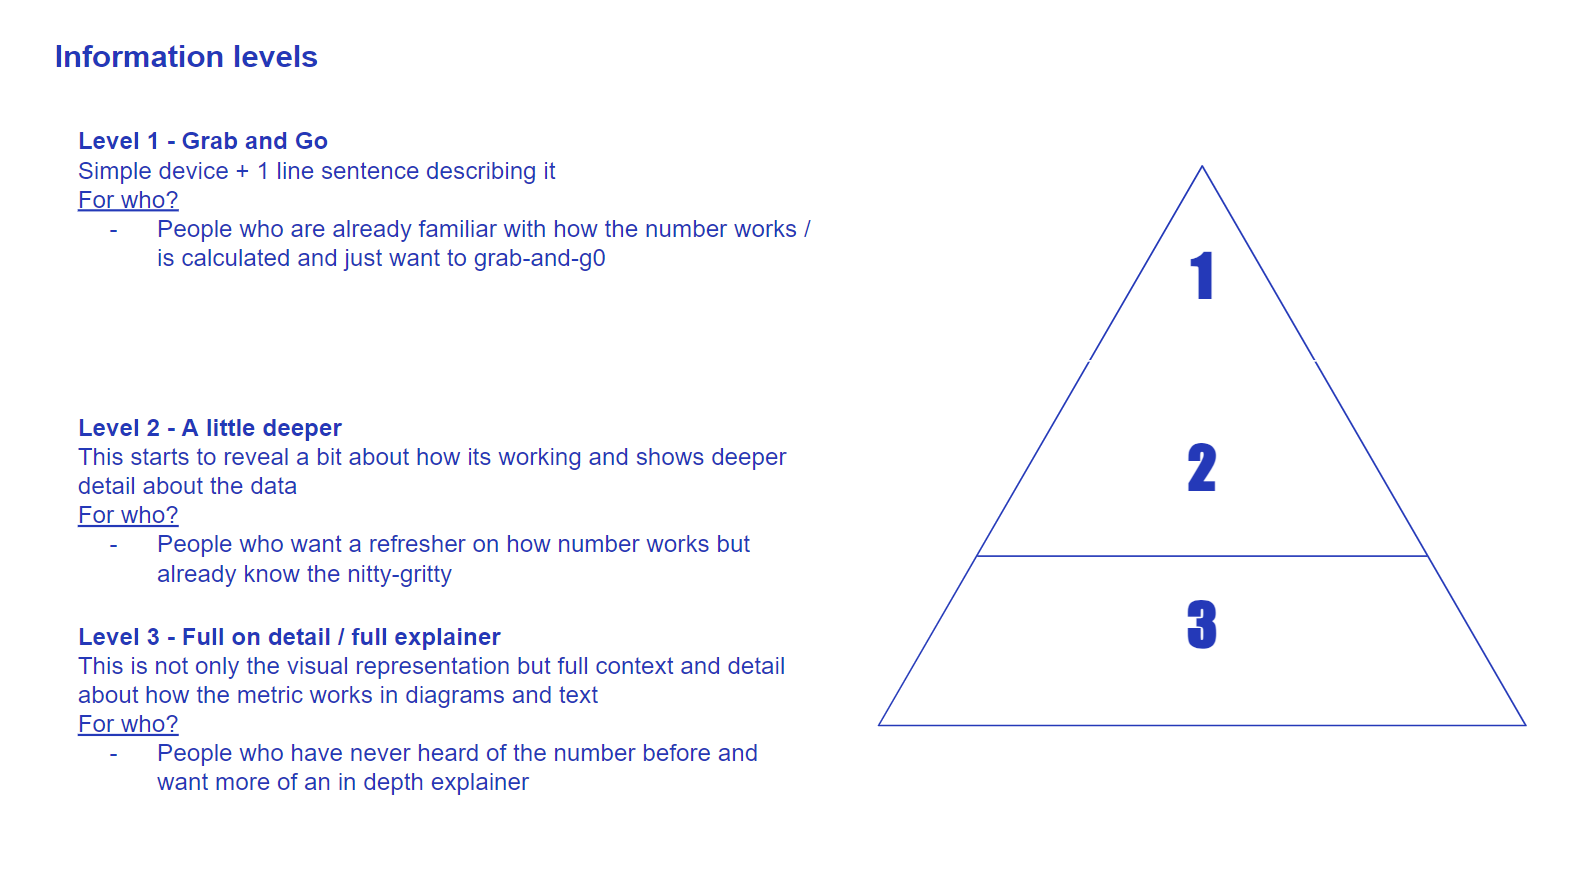 Information levels
Level 1 - Grab and Go
Simple device + 1 line sentence describing it
For who?
- People who are already familiar with how the number works /
is calculated and just want to grab-and-g0
Level 2 - A little deeper
This starts to reveal a bit about how its working and shows deeper
detail about the data
For who?
- People who want a refresher on how number works but
already know the nitty-gritty
Level 3 - Full on detail / full explainer
This is not only the visual representation but full context and detail
about how the metric works in diagrams and text
For who?
- People who have never heard of the number before and
want more of an in depth explainer
1
2
3